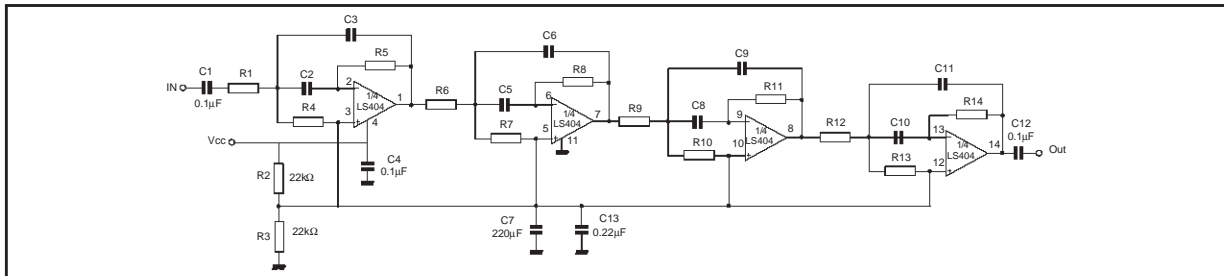 C3
R5
C1
R1
C2
IN
0.1µF
R4
2
3
1/4
LS404
1
4
Vcc
R2
22kΩ
C4
0.1µF
R3
22kΩ
C6
R8
R6
C5
6
R7
5
1/4
LS404
7
11
C7
220µF
C13
0.22µF
C9
R11
R9
C8
9
R10
10
1/4
LS404
8
C11
R14
R12
C10
13
R13
12
1/4
LS404
14
C12
0.1µF
Out